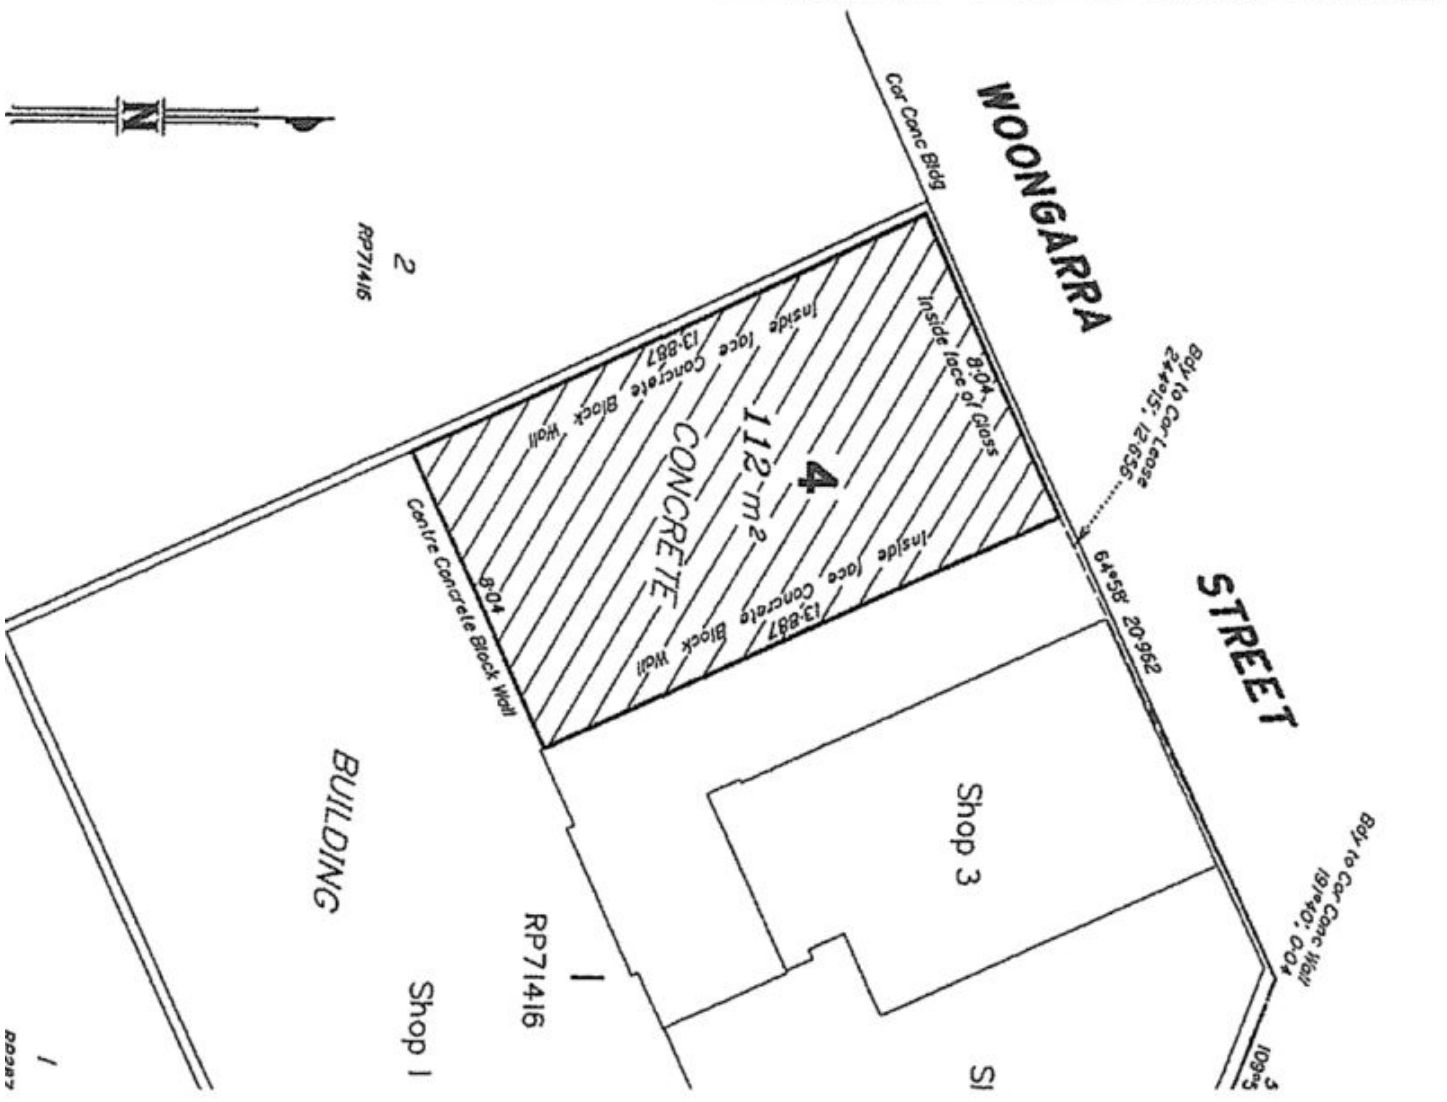 N
2
RP71416
Cor Conc Bldg
WOONGARRA
STREET
Inside face of Glass
8·04
Inside face Concrete Block Wall
13·887
4
112 m²
CONCRETE
Inside face Concrete Block Wall
13·887
Centre Concrete Block Wall
8·04
Bdy to Cor Lease
244°15', 12·656
64°58' 20·962
Bdy to Cor Conc Wall
191°40', 0·04
Shop 3
BUILDING
1
RP71416
Shop 1
1